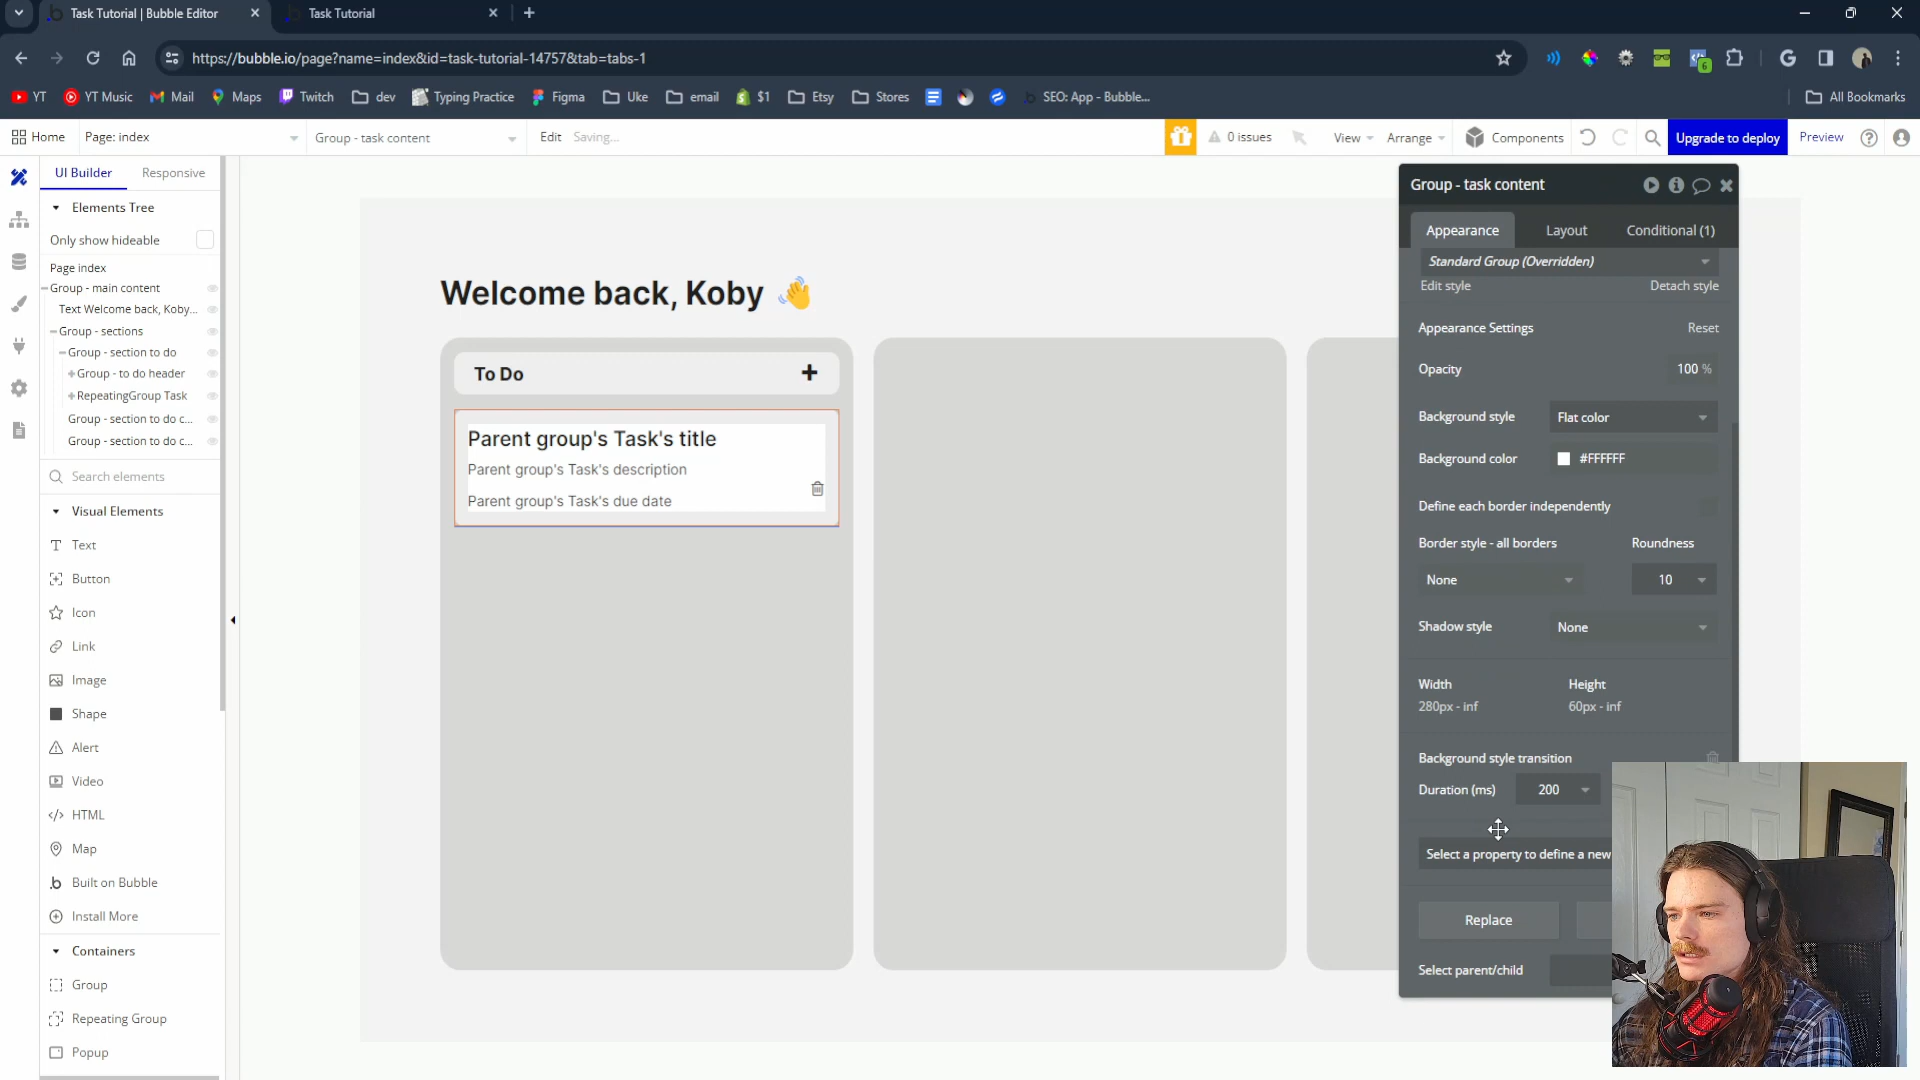 Task Tutorial | Bubble Editor
Task Tutorial
https://bubble.io/page?name=index&id=task-tutorial-14757&tab=tabs-1
6
YT
YT Music
Mail
Maps
Twitch
dev
Typing Practice
Figma
Uke
email
$1
Etsy
Stores
SEO: App - Bubble...
All Bookmarks
Home
Page: index
Group - task content
Edit
Saving...
0 issues
View
Arrange
Components
Upgrade to deploy
Preview
UI Builder
Responsive
Elements Tree
Only show hideable
Page index
Group - main content
Text Welcome back, Koby...
Group - sections
Group - section to do
Group - to do header
RepeatingGroup Task
Group - section to do c...
Group - section to do c...
Search elements
Visual Elements
Text
Button
Icon
Link
Image
Shape
Alert
Video
HTML
Map
Built on Bubble
Install More
Containers
Group
Repeating Group
Popup
Welcome back, Koby 👋
To Do
Parent group's Task's title
Parent group's Task's description
Parent group's Task's due date
Group - task content
Appearance
Layout
Conditional (1)
Standard Group (Overridden)
Edit style
Detach style
Appearance Settings
Reset
Opacity
100 %
Background style
Flat color
Background color
#FFFFFF
Define each border independently
Border style - all borders
Roundness
None
10
Shadow style
None
Width
Height
280px - inf
60px - inf
Background style transition
Duration (ms)
200
Select a property to define a new
Replace
Select parent/child